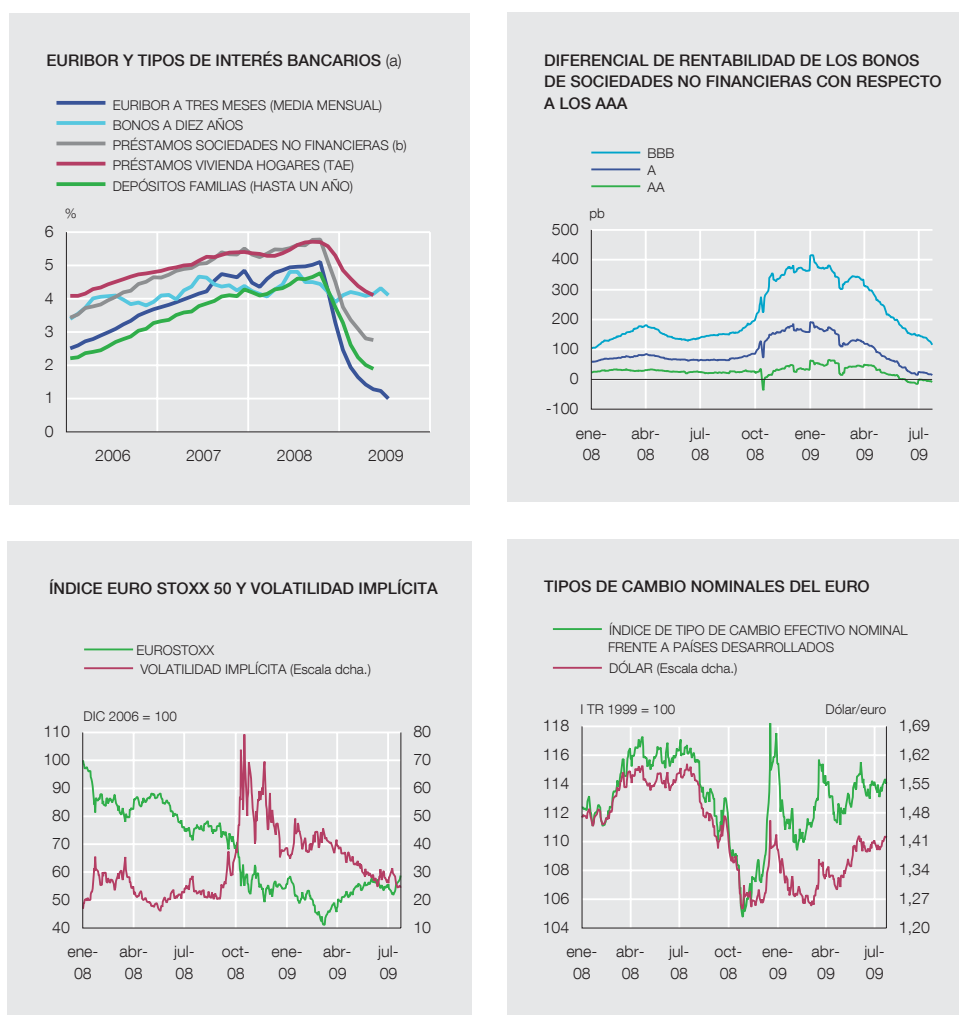 EURIBOR Y TIPOS DE INTERÉS BANCARIOS (a)
EURIBOR A TRES MESES (MEDIA MENSUAL)
BONOS A DIEZ AÑOS
PRÉSTAMOS SOCIEDADES NO FINANCIERAS (b)
PRÉSTAMOS VIVIENDA HOGARES (TAE)
DEPÓSITOS FAMILIAS (HASTA UN AÑO)
%
6
5
4
3
2
1
0
2006 2007 2008 2009
DIFERENCIAL DE RENTABILIDAD DE LOS BONOS
DE SOCIEDADES NO FINANCIERAS CON RESPECTO
A LOS AAA
BBB
A
AA
pb
500
400
300
200
100
0
-100
ene- abr- jul- oct- ene- abr- jul-
08 08 08 08 09 09 09
ÍNDICE EURO STOXX 50 Y VOLATILIDAD IMPLÍCITA
EUROSTOXX
VOLATILIDAD IMPLÍCITA (Escala dcha.)
DIC 2006 = 100
110 80
100 70
90 60
80 50
70 40
60 30
50 20
40 10
ene- abr- jul- oct- ene- abr- jul-
08 08 08 08 09 09 09
TIPOS DE CAMBIO NOMINALES DEL EURO
ÍNDICE DE TIPO DE CAMBIO EFECTIVO NOMINAL
FRENTE A PAÍSES DESARROLLADOS
DÓLAR (Escala dcha.)
I TR 1999 = 100 Dólar/euro
118 1,69
116 1,62
114 1,55
112 1,48
110 1,41
108 1,34
106 1,27
104 1,20
ene- abr- jul- oct- ene- abr- jul-
08 08 08 08 09 09 09